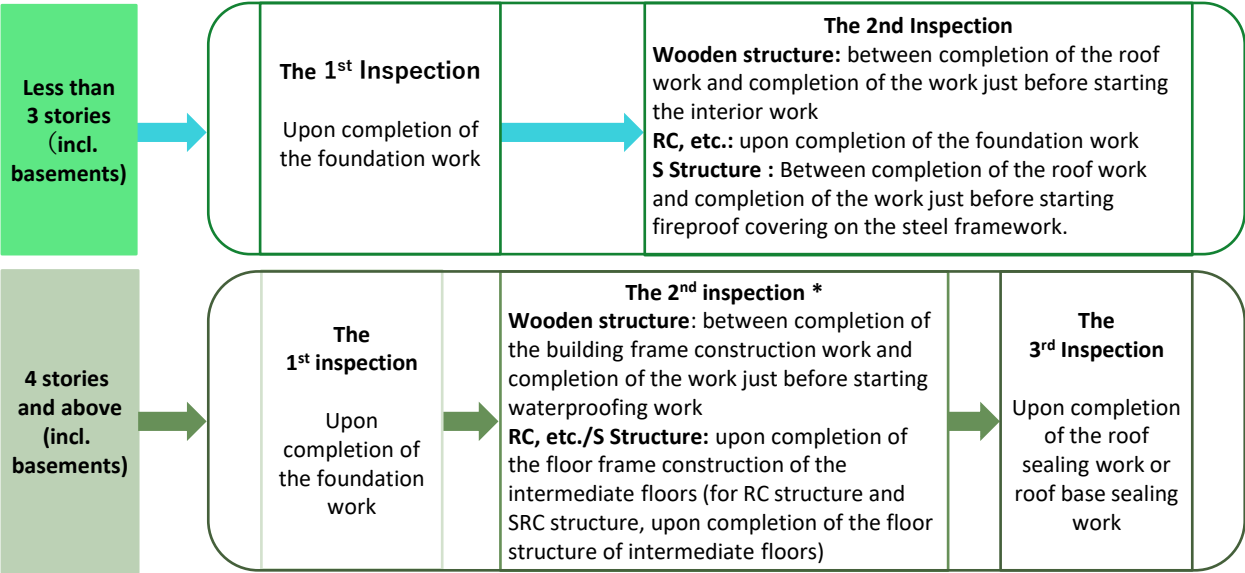 Less than
3 stories
（incl.
basements)
The 1st Inspection
Upon completion of
the foundation work
The 2nd Inspection
Wooden structure: between completion of the roof
work and completion of the work just before starting
the interior work
RC, etc.: upon completion of the foundation work
S Structure : Between completion of the roof work
and completion of the work just before starting
fireproof covering on the steel framework.
4 stories
and above
(incl.
basements)
The
1st inspection
Upon
completion of
the foundation
work
The 2nd inspection *
Wooden structure: between completion of
the building frame construction work and
completion of the work just before starting
waterproofing work
RC, etc./S Structure: upon completion of
the floor frame construction of the
intermediate floors (for RC structure and
SRC structure, upon completion of the floor
structure of intermediate floors)
The
3rd Inspection
Upon completion
of the roof
sealing work or
roof base sealing
work